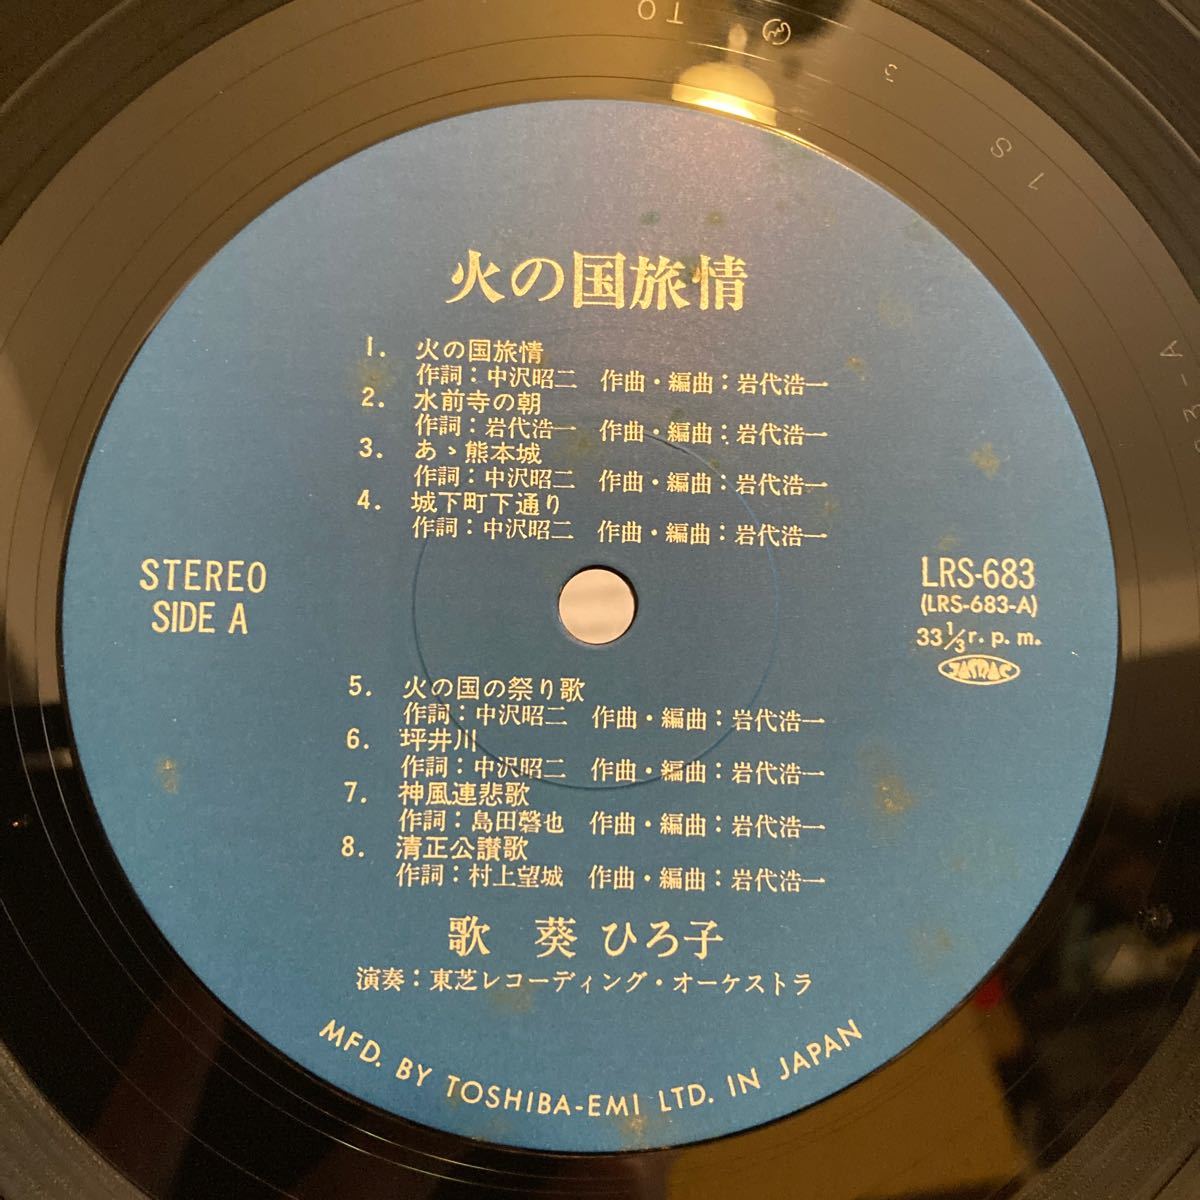 火の国旅情
1. 火の国旅情
作詞：中沢昭二 作曲・編曲：岩代浩一
2. 水前寺の朝
作詞：岩代浩一 作曲・編曲：岩代浩一
3. あゝ熊本城
作詞：中沢昭二 作曲・編曲：岩代浩一
4. 城下町下通り
作詞：中沢昭二 作曲・編曲：岩代浩一
STEREO
SIDE A
LRS-683
(LRS-683-A)
33 1/3 r. p. m.
JASRAC
5. 火の国の祭り歌
作詞：中沢昭二 作曲・編曲：岩代浩一
6. 坪井川
作詞：中沢昭二 作曲・編曲：岩代浩一
7. 神風連悲歌
作詞：島田磬也 作曲・編曲：岩代浩一
8. 清正公讃歌
作詞：村上望城 作曲・編曲：岩代浩一
歌 葵 ひろ子
演奏：東芝レコーディング・オーケストラ
MFD. BY TOSHIBA-EMI LTD. IN JAPAN
TO
3
1 S